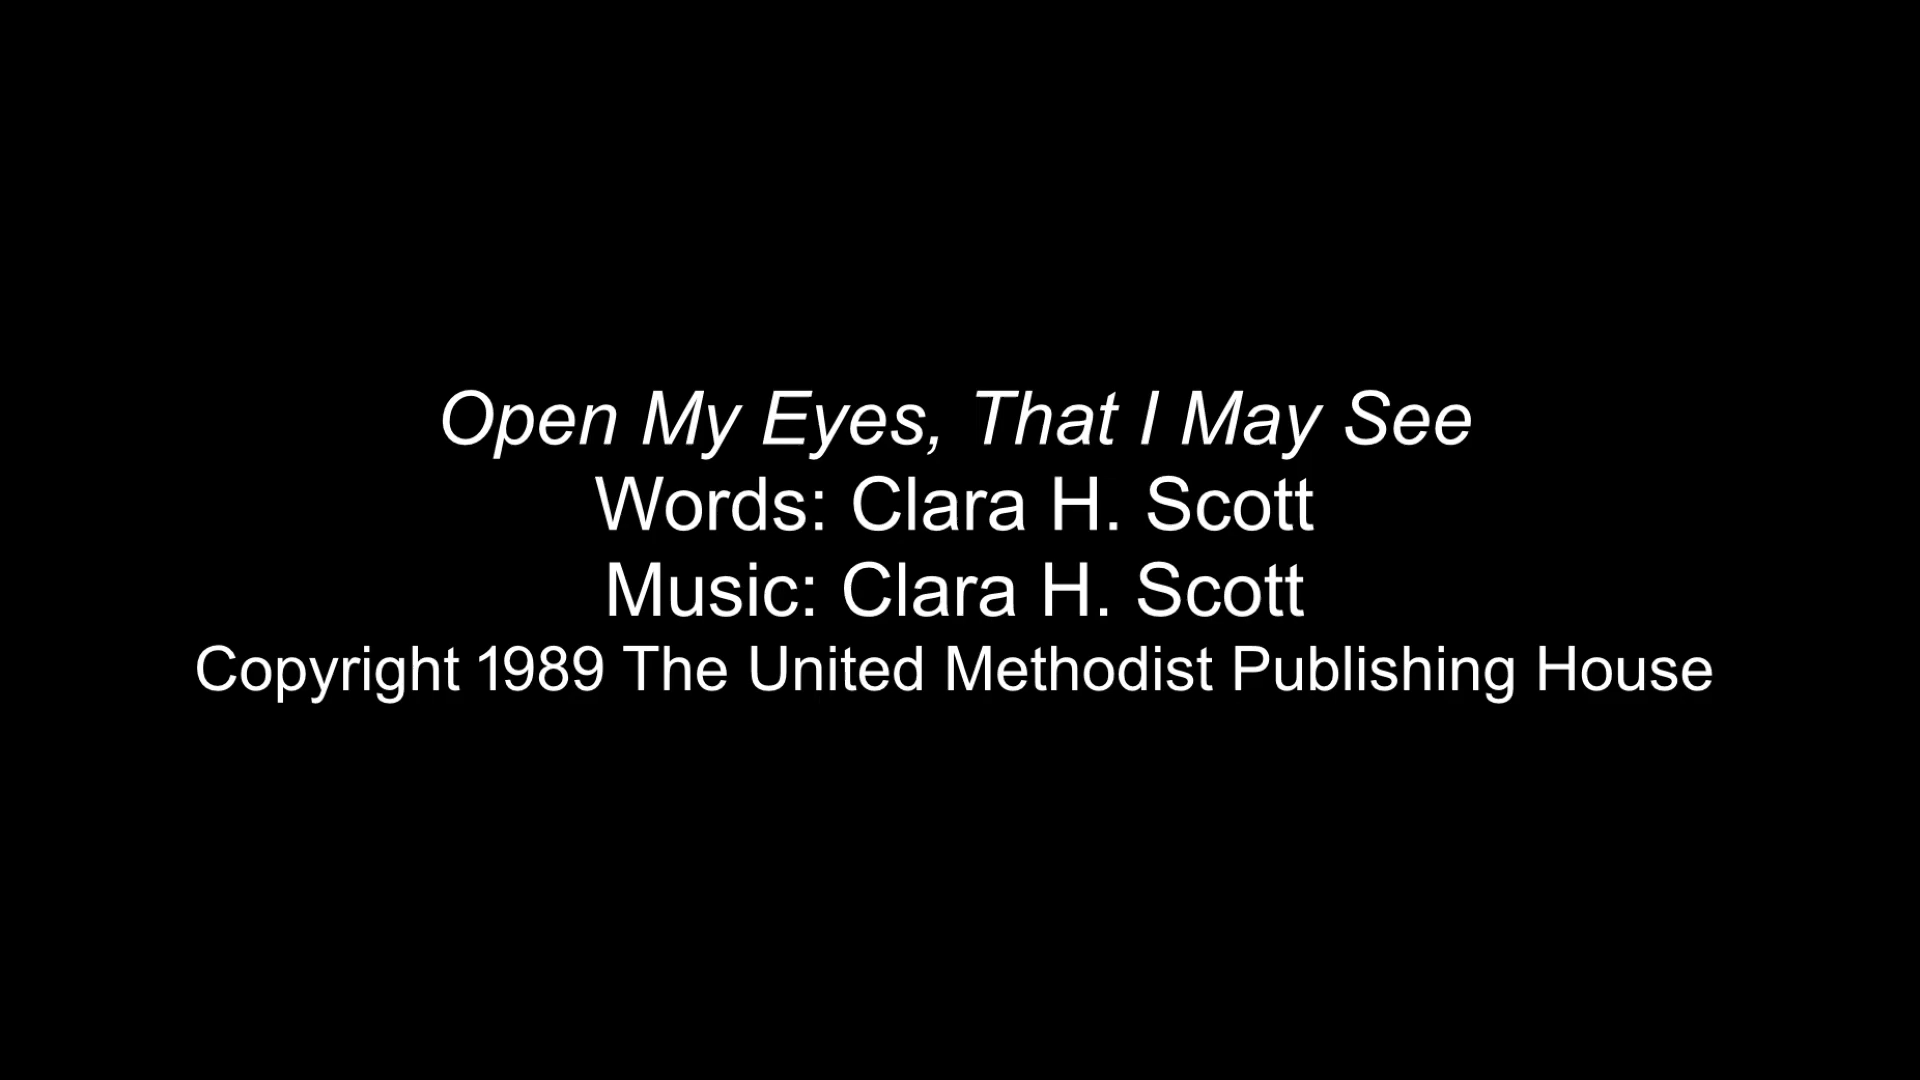 Open My Eyes, That I May See
Words: Clara H. Scott
Music: Clara H. Scott
Copyright 1989 The United Methodist Publishing House